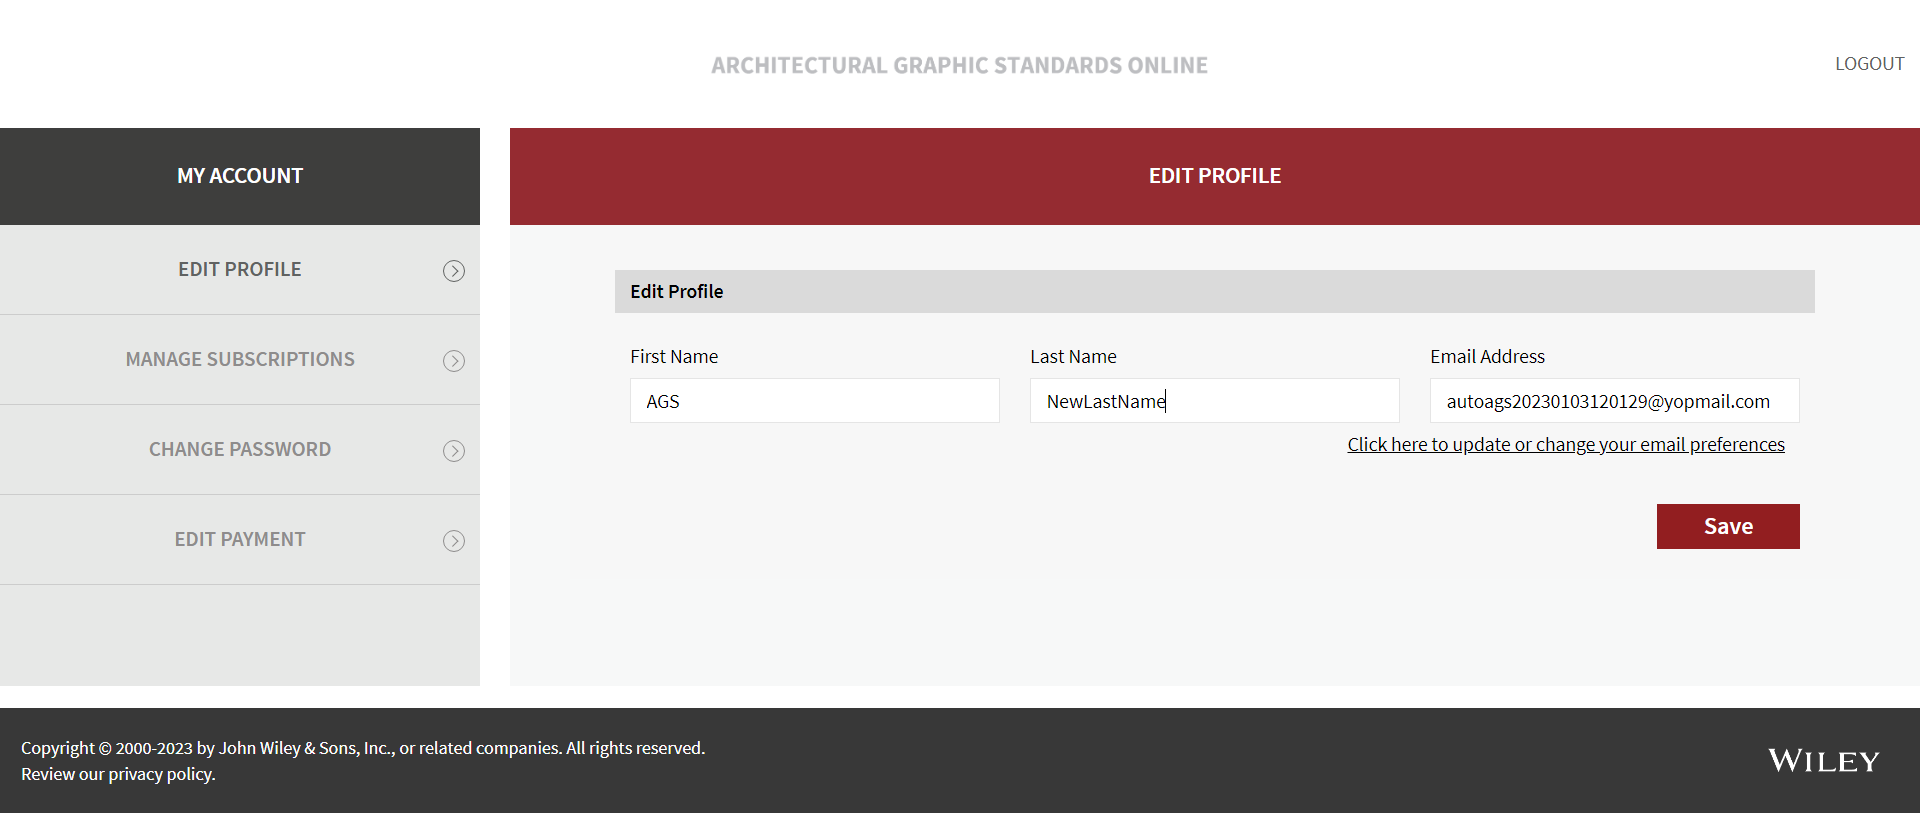 ARCHITECTURAL GRAPHIC STANDARDS ONLINE
LOGOUT
MY ACCOUNT
EDIT PROFILE
MANAGE SUBSCRIPTIONS
CHANGE PASSWORD
EDIT PAYMENT
EDIT PROFILE
Edit Profile
First Name
Last Name
Email Address
AGS
NewLastName
autoags20230103120129@yopmail.com
Click here to update or change your email preferences
Save
Copyright © 2000-2023 by John Wiley & Sons, Inc., or related companies. All rights reserved.
Review our privacy policy.
WILEY